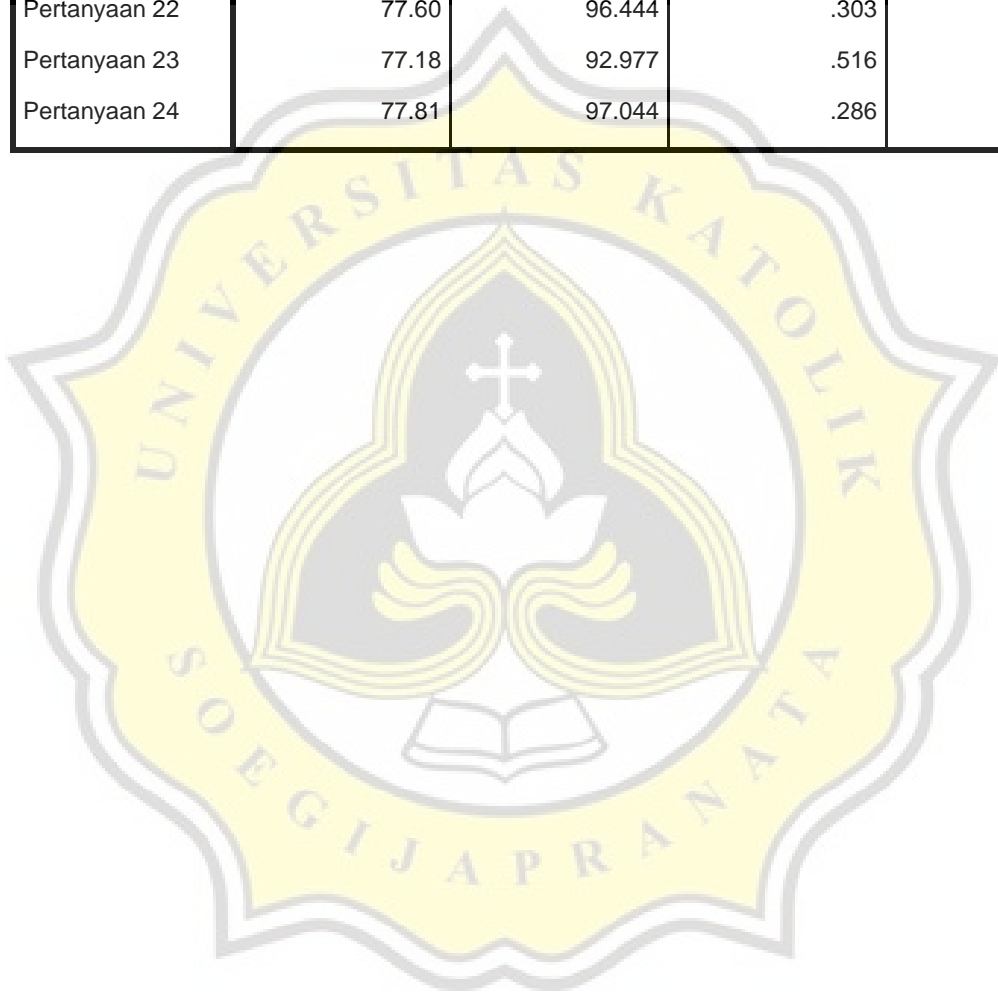 Pertanyaan 22 77.60 96.444 .303
Pertanyaan 23 77.18 92.977 .516
Pertanyaan 24 77.81 97.044 .286
UNIVERSITAS KATOLIK
SOEGIJAPRANATA